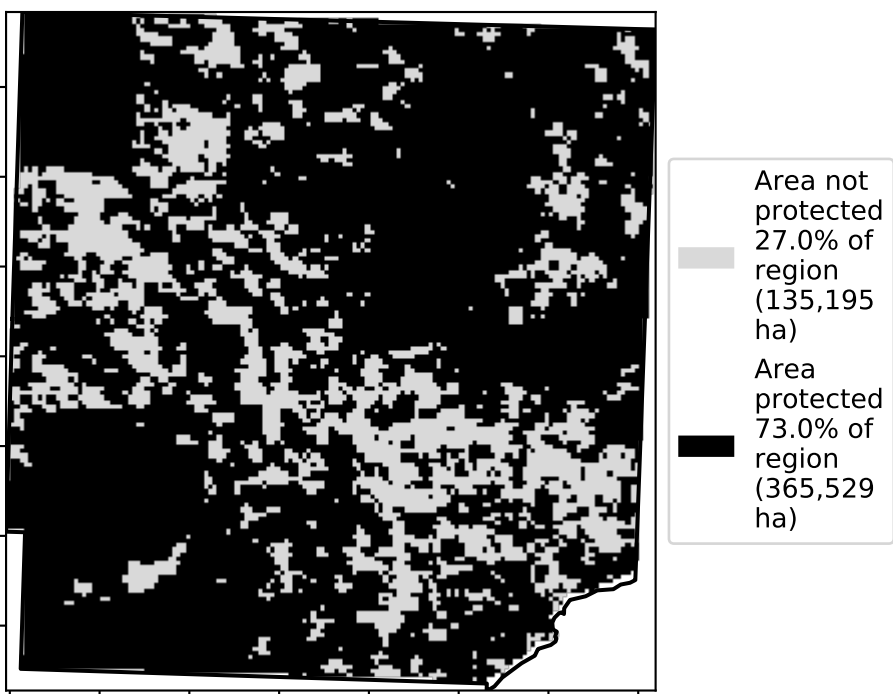 Area not
protected
27.0% of
region
(135,195
ha)
Area
protected
73.0% of
region
(365,529
ha)